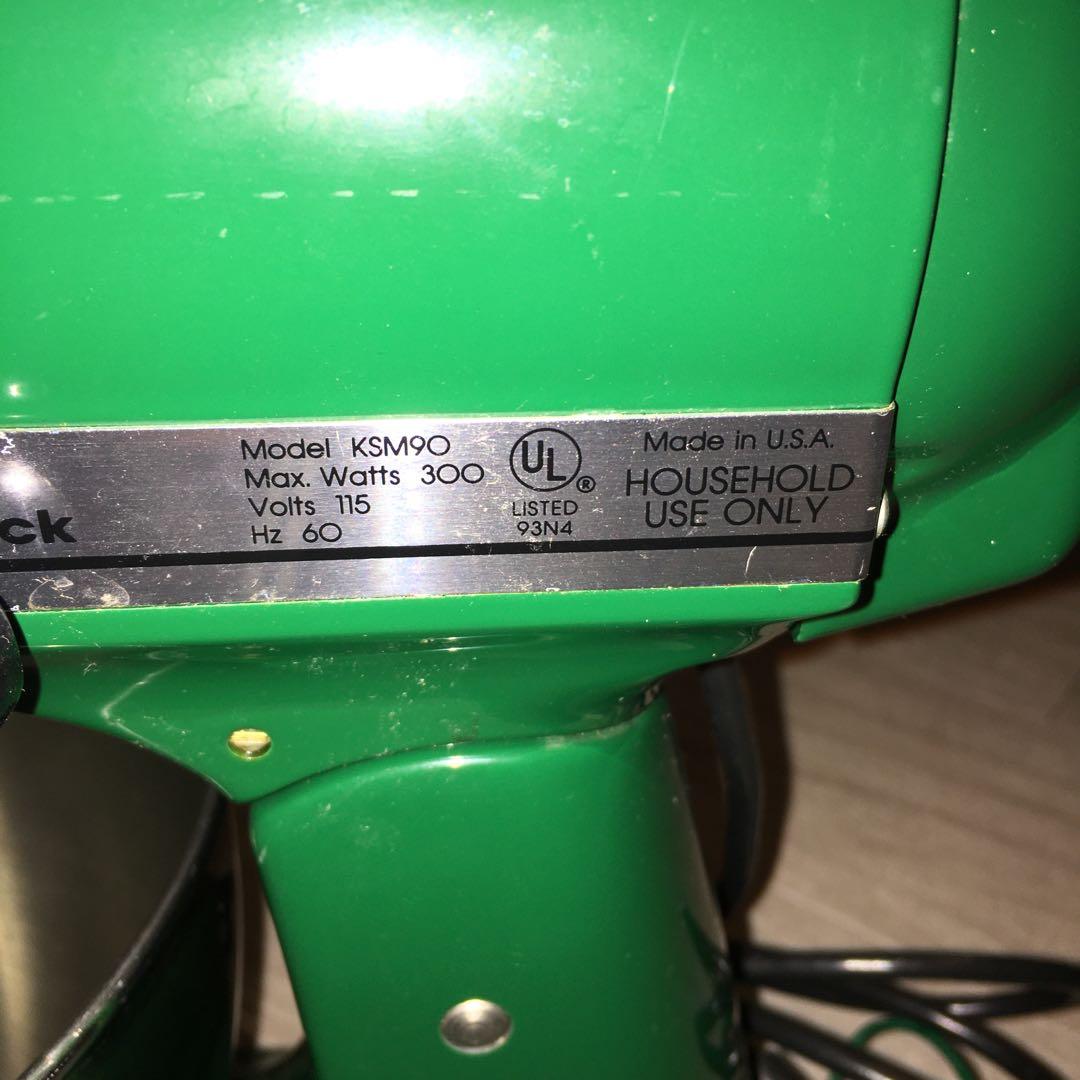 ck
Model KSM90
Max. Watts 300
Volts 115
Hz 60
UL ®
LISTED
93N4
Made in U.S.A.
HOUSEHOLD
USE ONLY